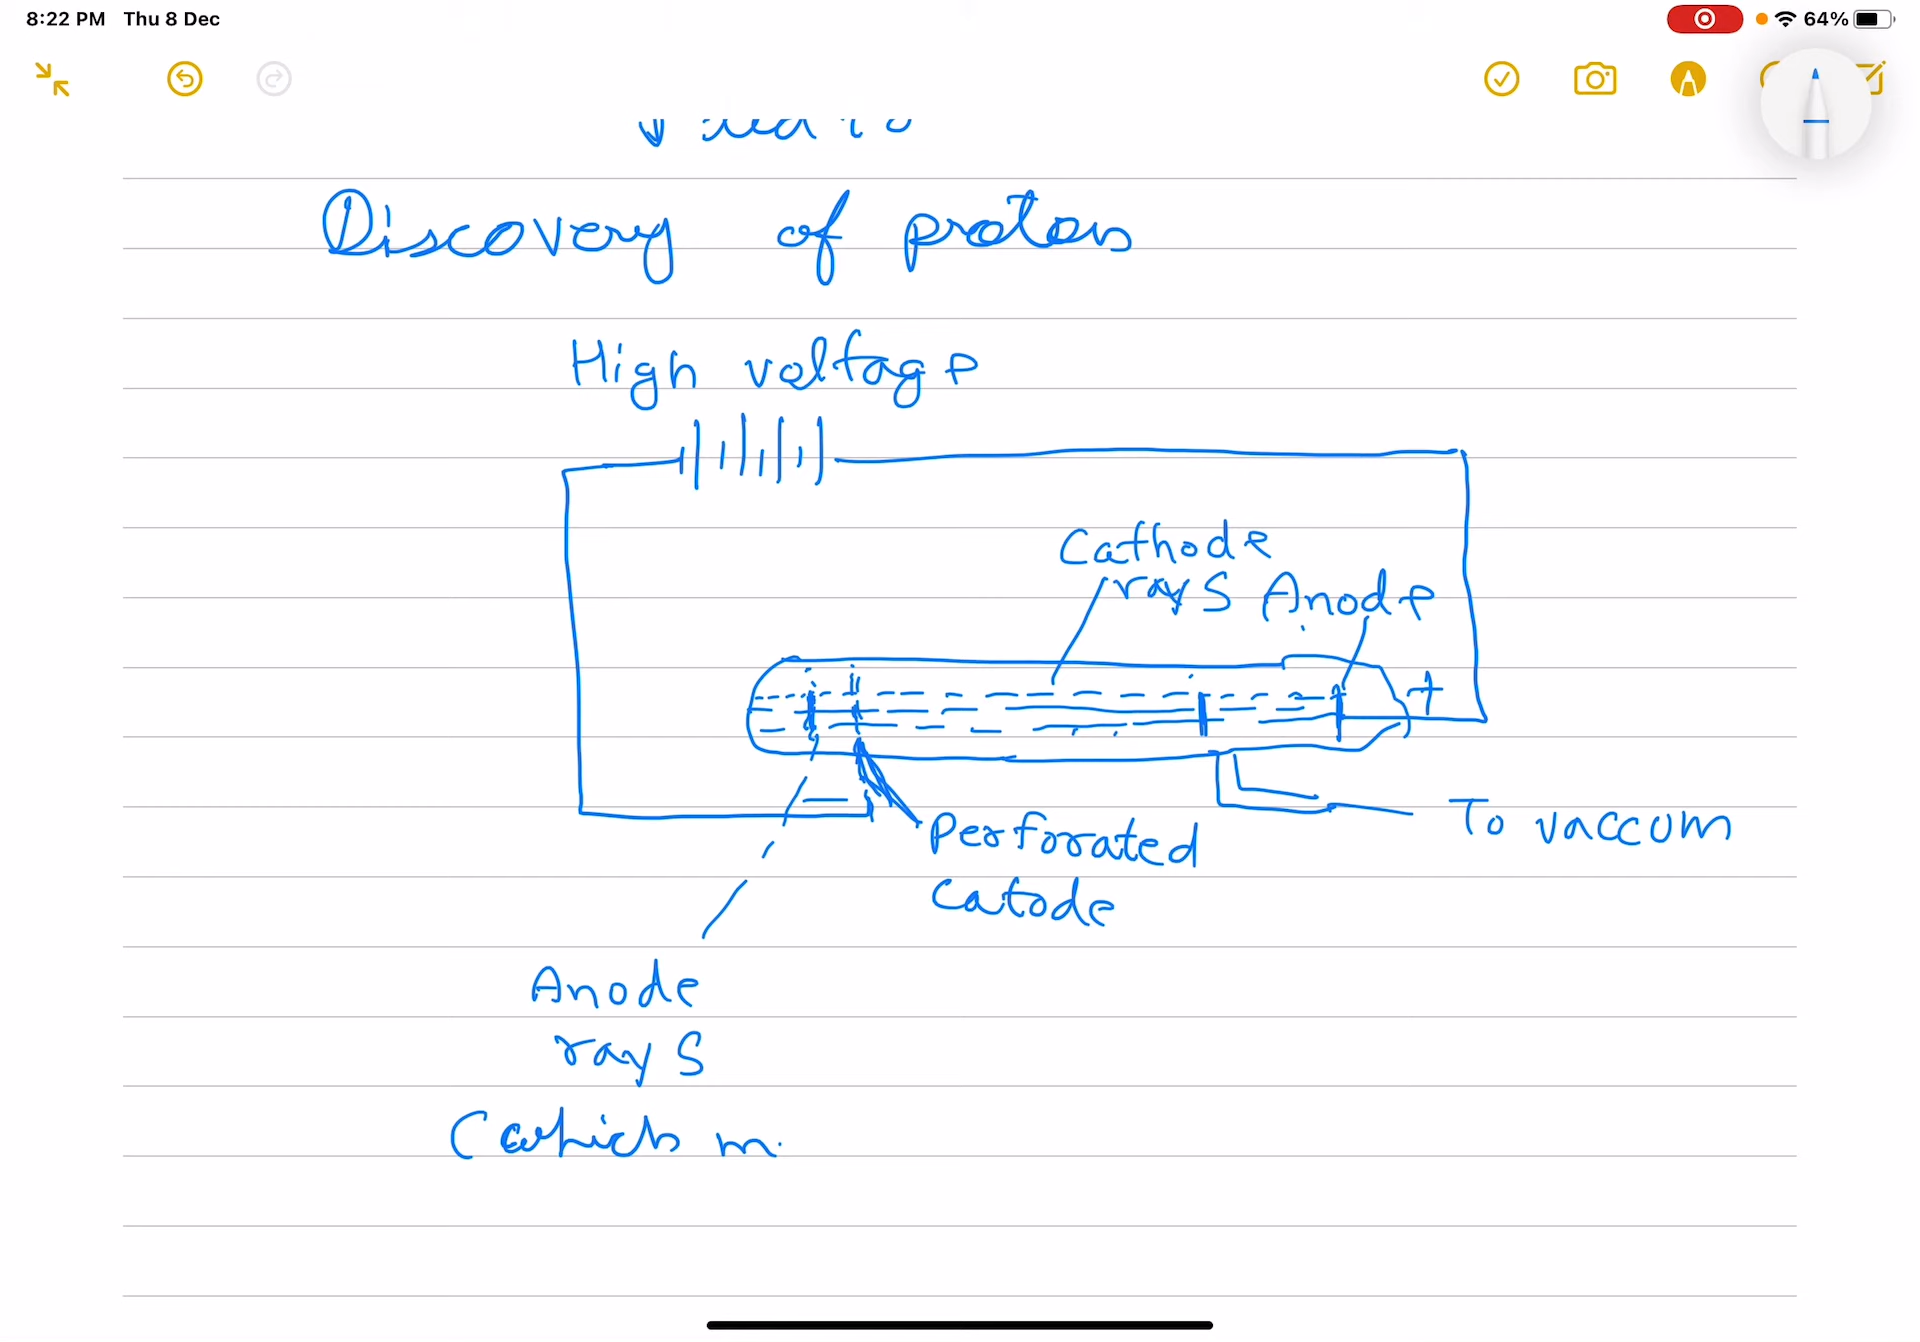 8:22 PM Thu 8 Dec
64%
Discovery of proton
High voltage
Cathode
rays Anode
+
−
Perforated
Catode
To vaccum
Anode
rays
(which m